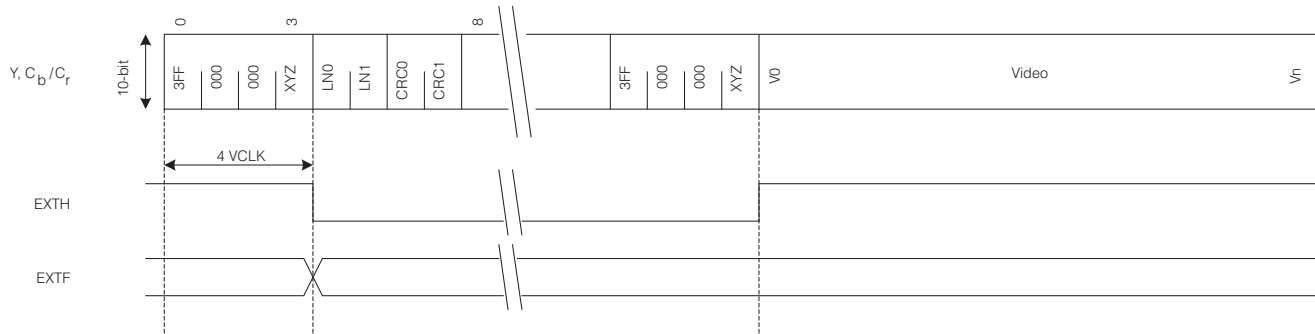 0 3 8
Y, Cb/Cr 10-bit 3FF 000 000 XYZ LN0 LN1 CRC0 CRC1 3FF 000 000 XYZ V0 Video Vn
4 VCLK
EXTH
EXTF